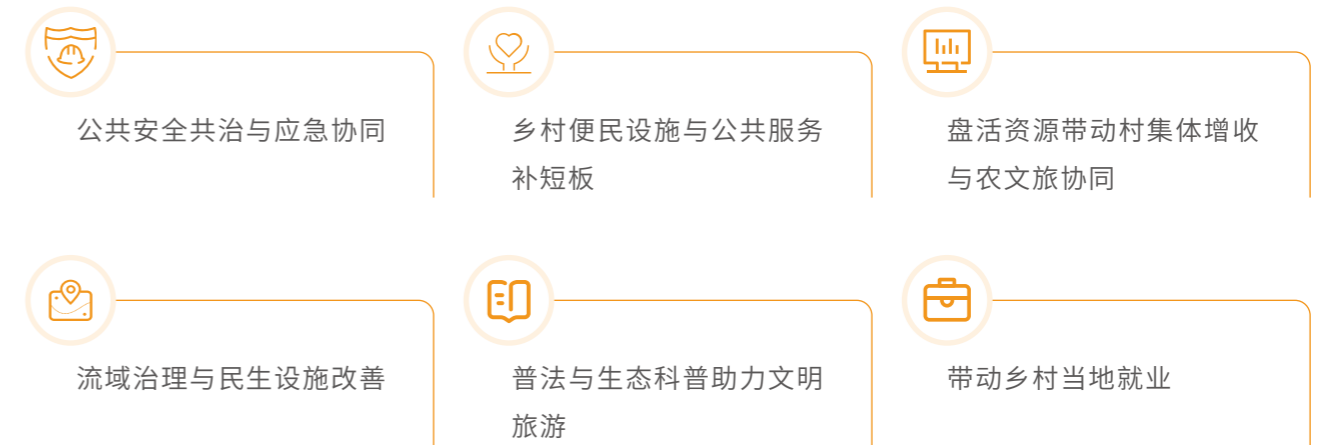 公共安全共治与应急协同
乡村便民设施与公共服务
补短板
盘活资源带动村集体增收
与农文旅协同
流域治理与民生设施改善
普法与生态科普助力文明
旅游
带动乡村当地就业